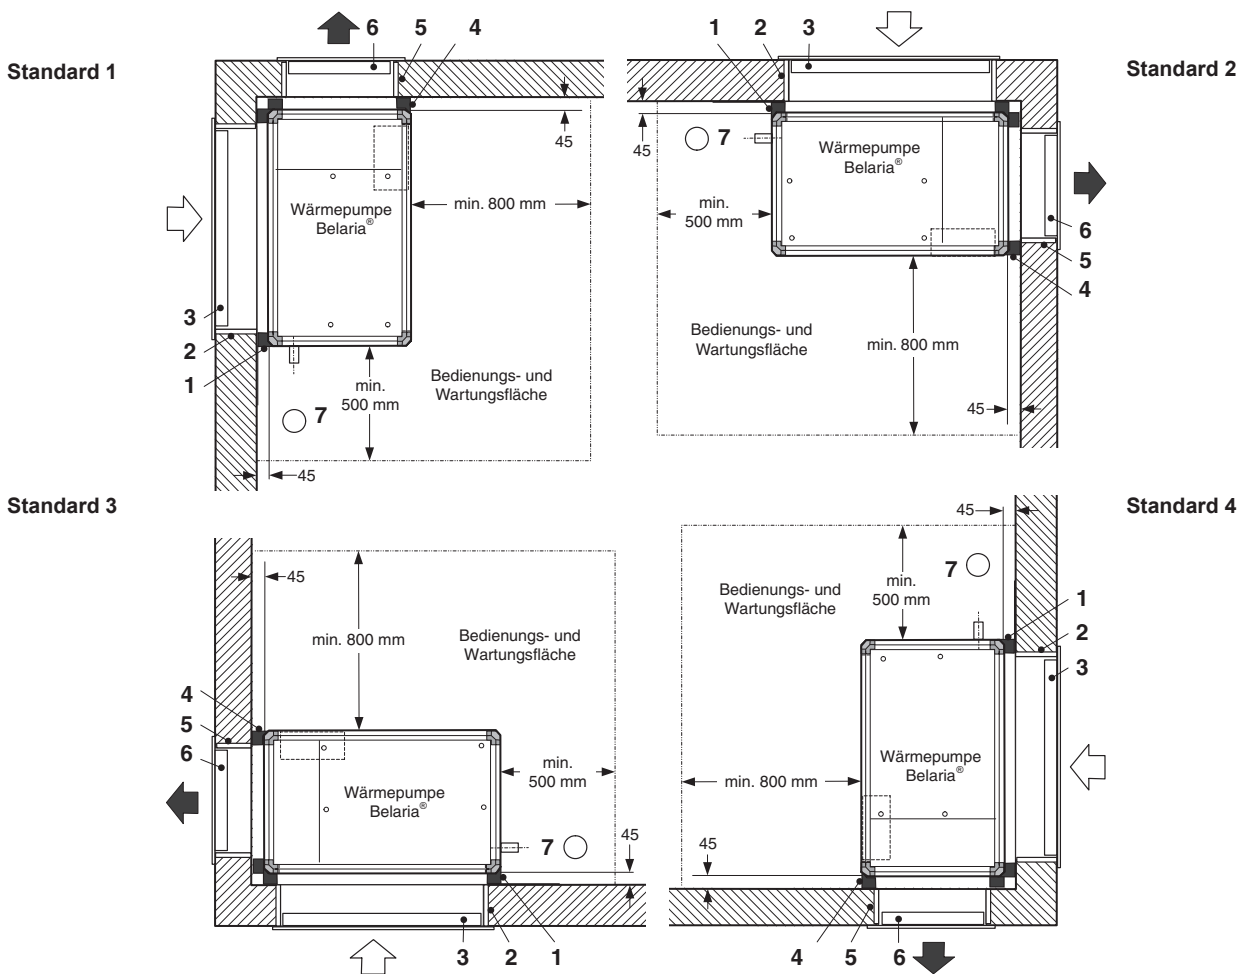 Standard 1
6
5
4
45
Wärmepumpe
Belaria®
min. 800 mm
3
2
1
min.
500 mm
Bedienungs- und
Wartungsfläche
7
45
Standard 2
1
2
3
7
45
Wärmepumpe
Belaria®
min.
500 mm
6
5
4
Bedienungs- und
Wartungsfläche
min. 800 mm
45
Standard 3
45
min. 800 mm
Bedienungs- und
Wartungsfläche
4
5
6
min.
500 mm
Wärmepumpe
Belaria®
7
45
3
2
1
Standard 4
45
7
min.
500 mm
Bedienungs- und
Wartungsfläche
1
2
3
min. 800 mm
Wärmepumpe
Belaria®
45
4
5
6